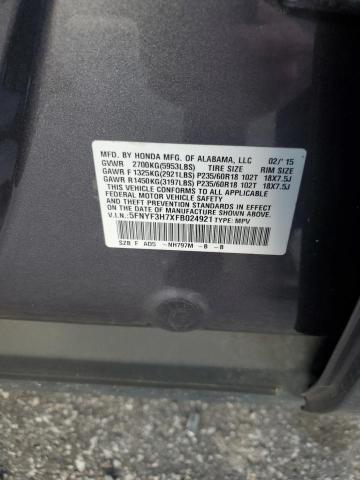 MFD. BY HONDA MFG. OF ALABAMA, LLC 02/'15
GVWR 2700KG(5953LBS) TIRE SIZE RIM SIZE
GAWR F 1325KG(2921LBS) P235/60R18 102T 18X7.5J
GAWR R1450KG(3197LBS) P235/60R18 102T 18X7.5J
THIS VEHICLE CONFORMS TO ALL APPLICABLE
FEDERAL MOTOR VEHICLE SAFETY AND THEFT
PREVENTION STANDARDS IN EFFECT ON THE
DATE OF MANUFACTURE SHOWN ABOVE.
V.I.N.:5FNYF3H7XFB024921 TYPE: MPV
SZB F AD5 -NH797M -B -B